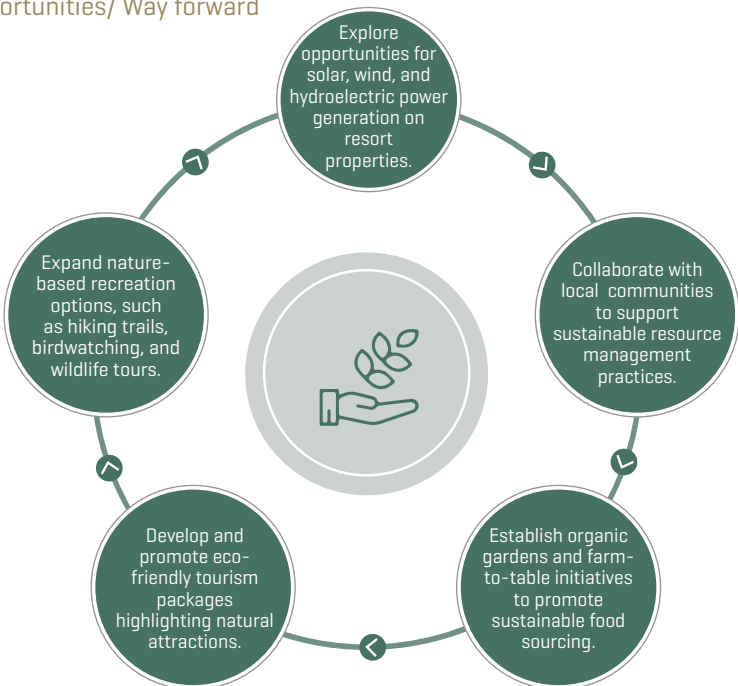 ortunities/ Way forward
Explore
opportunities for
solar, wind, and
hydroelectric power
generation on
resort
properties.
Collaborate with
local communities
to support
sustainable resource
management
practices.
Establish organic
gardens and farm-
to-table initiatives
to promote
sustainable food
sourcing.
Develop and
promote eco-
friendly tourism
packages
highlighting natural
attractions.
Expand nature-
based recreation
options, such
as hiking trails,
birdwatching, and
wildlife tours.